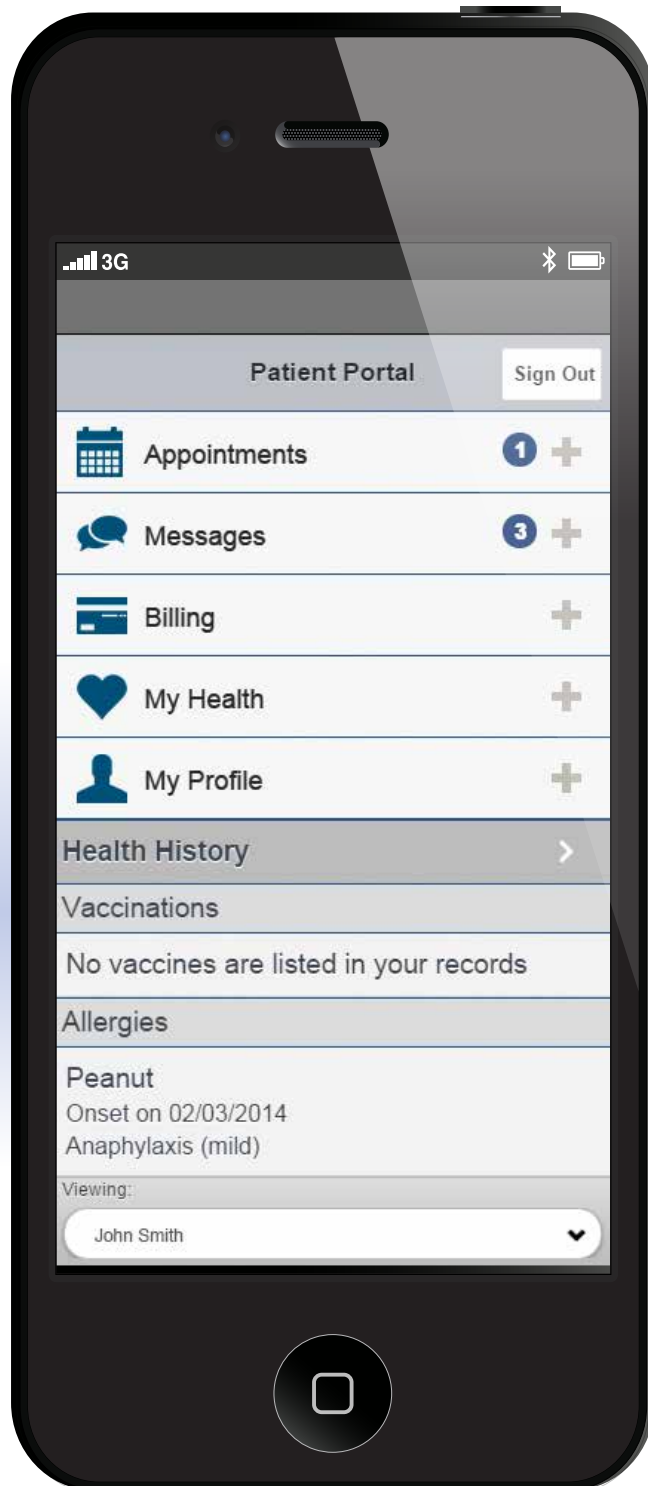 3G
Patient Portal
Sign Out
Appointments 1
Messages 3
Billing
My Health
My Profile
Health History
Vaccinations
No vaccines are listed in your records
Allergies
Peanut
Onset on 02/03/2014
Anaphylaxis (mild)
Viewing:
John Smith